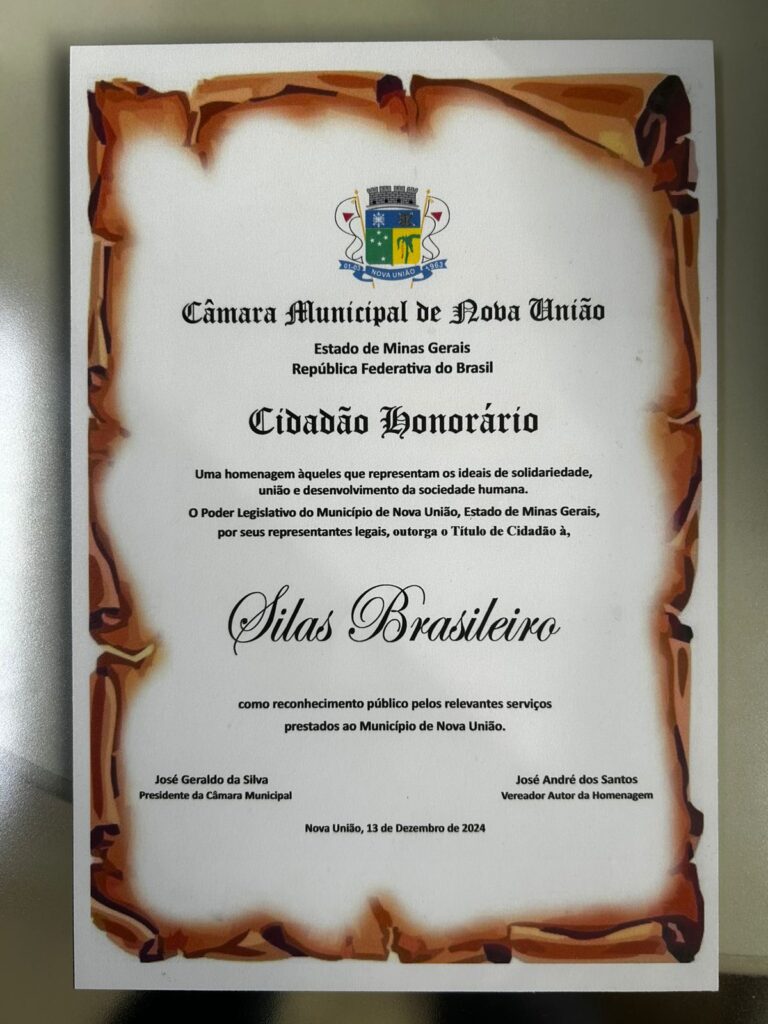 01-03 NOVA UNIÃO 1963
Câmara Municipal de Nova União
Estado de Minas Gerais
República Federativa do Brasil
Cidadão Honorário
Uma homenagem àqueles que representam os ideais de solidariedade,
união e desenvolvimento da sociedade humana.
O Poder Legislativo do Município de Nova União, Estado de Minas Gerais,
por seus representantes legais, outorga o Título de Cidadão à,
Silas Brasileiro
como reconhecimento público pelos relevantes serviços
prestados ao Município de Nova União.
José Geraldo da Silva
Presidente da Câmara Municipal
José André dos Santos
Vereador Autor da Homenagem
Nova União, 13 de Dezembro de 2024